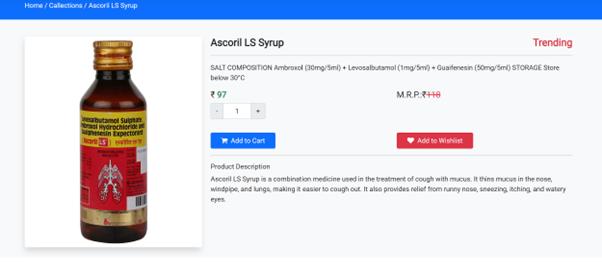 Home / Callections / Ascoril LS Syrup
Ascoril LS Syrup
Trending
SALT COMPOSITION Ambroxol (30mg/5ml) + Levosalbutamol (1mg/5ml) + Guaifenesin (50mg/5ml) STORAGE Store
below 30°C
₹ 97
M.R.P.:₹118
- 1 +
Add to Cart
Add to Wishlist
Product Description
Ascoril LS Syrup is a combination medicine used in the treatment of cough with mucus. It thins mucus in the nose,
windpipe, and lungs, making it easier to cough out. It also provides relief from runny nose, sneezing, itching, and watery
eyes.
Levosalbutamol Sulphate,
Ambroxol Hydrochloride and
Guaiphenesin Expectorant
Ascoril LS